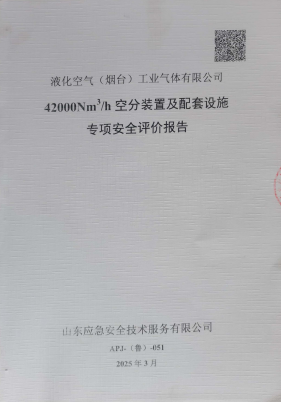 液化空气（烟台）工业气体有限公司
42000Nm³/h 空分装置及配套设施
专项安全评价报告
山东应急安全技术服务有限公司
APJ-（鲁）-051
2025 年 3 月